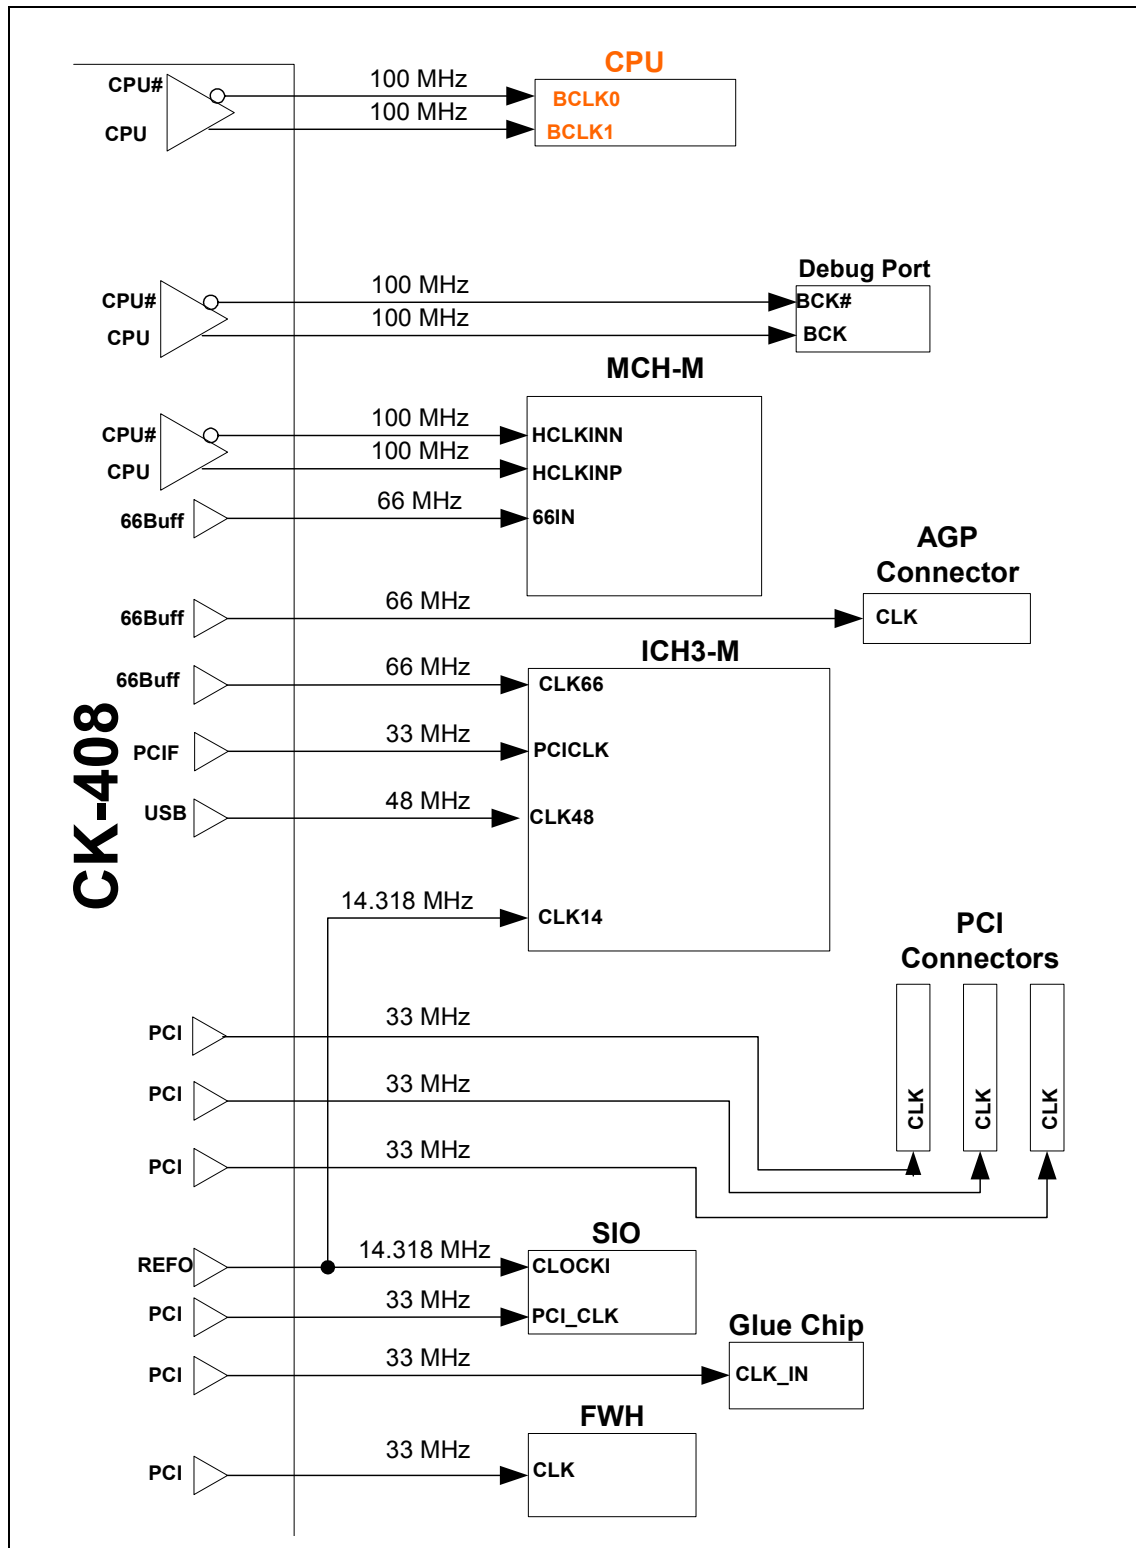 CPU
CPU#
100 MHz
BCLK0
CPU
100 MHz
BCLK1
Debug Port
CPU#
100 MHz
BCK#
CPU
100 MHz
BCK
MCH-M
CPU#
100 MHz
HCLKINN
CPU
100 MHz
HCLKINP
66Buff
66 MHz
66IN
AGP
Connector
66Buff
66 MHz
CLK
ICH3-M
66Buff
66 MHz
CLK66
PCIF
33 MHz
PCICLK
USB
48 MHz
CLK48
CK-408
14.318 MHz
CLK14
PCI
Connectors
PCI
33 MHz
CLK
PCI
33 MHz
CLK
PCI
33 MHz
CLK
SIO
REFO
14.318 MHz
CLOCKI
PCI
33 MHz
PCI_CLK
Glue Chip
PCI
33 MHz
CLK_IN
FWH
PCI
33 MHz
CLK